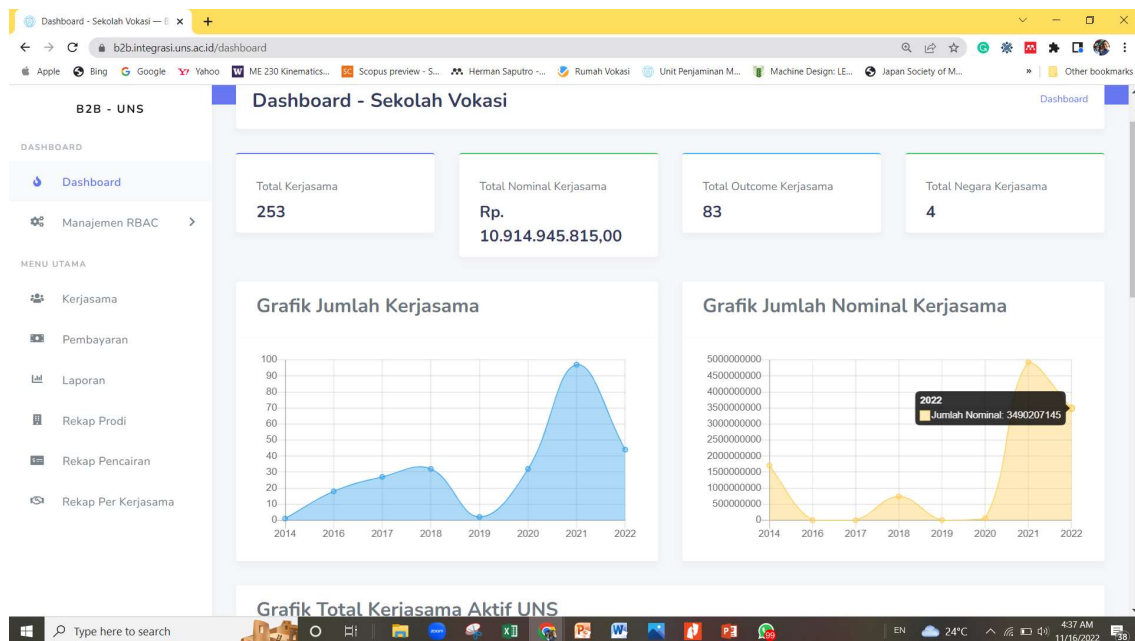 Dashboard - Sekolah Vokasi — B
b2b.integrasi.uns.ac.id/dashboard
Apple Bing Google Yahoo ME 230 Kinematics... Scopus preview - S... Herman Saputro -... Rumah Vokasi Unit Penjaminan M... Machine Design: LE... Japan Society of M... » Other bookmarks
B2B - UNS
DASHBOARD
Dashboard
Manajemen RBAC
MENU UTAMA
Kerjasama
Pembayaran
Laporan
Rekap Prodi
Rekap Pencairan
Rekap Per Kerjasama
Dashboard - Sekolah Vokasi
Dashboard
Total Kerjasama
253
Total Nominal Kerjasama
Rp.
10.914.945.815,00
Total Outcome Kerjasama
83
Total Negara Kerjasama
4
Grafik Jumlah Kerjasama
100
90
80
70
60
50
40
30
20
10
0
2014 2016 2017 2018 2019 2020 2021 2022
Grafik Jumlah Nominal Kerjasama
5000000000
4500000000
4000000000
3500000000
3000000000
2500000000
2000000000
1500000000
1000000000
500000000
0
2014 2016 2017 2018 2019 2020 2021 2022
2022
Jumlah Nominal: 3490207145
Grafik Total Kerjasama Aktif UNS
Type here to search
EN 24°C 4:37 AM
11/16/2022